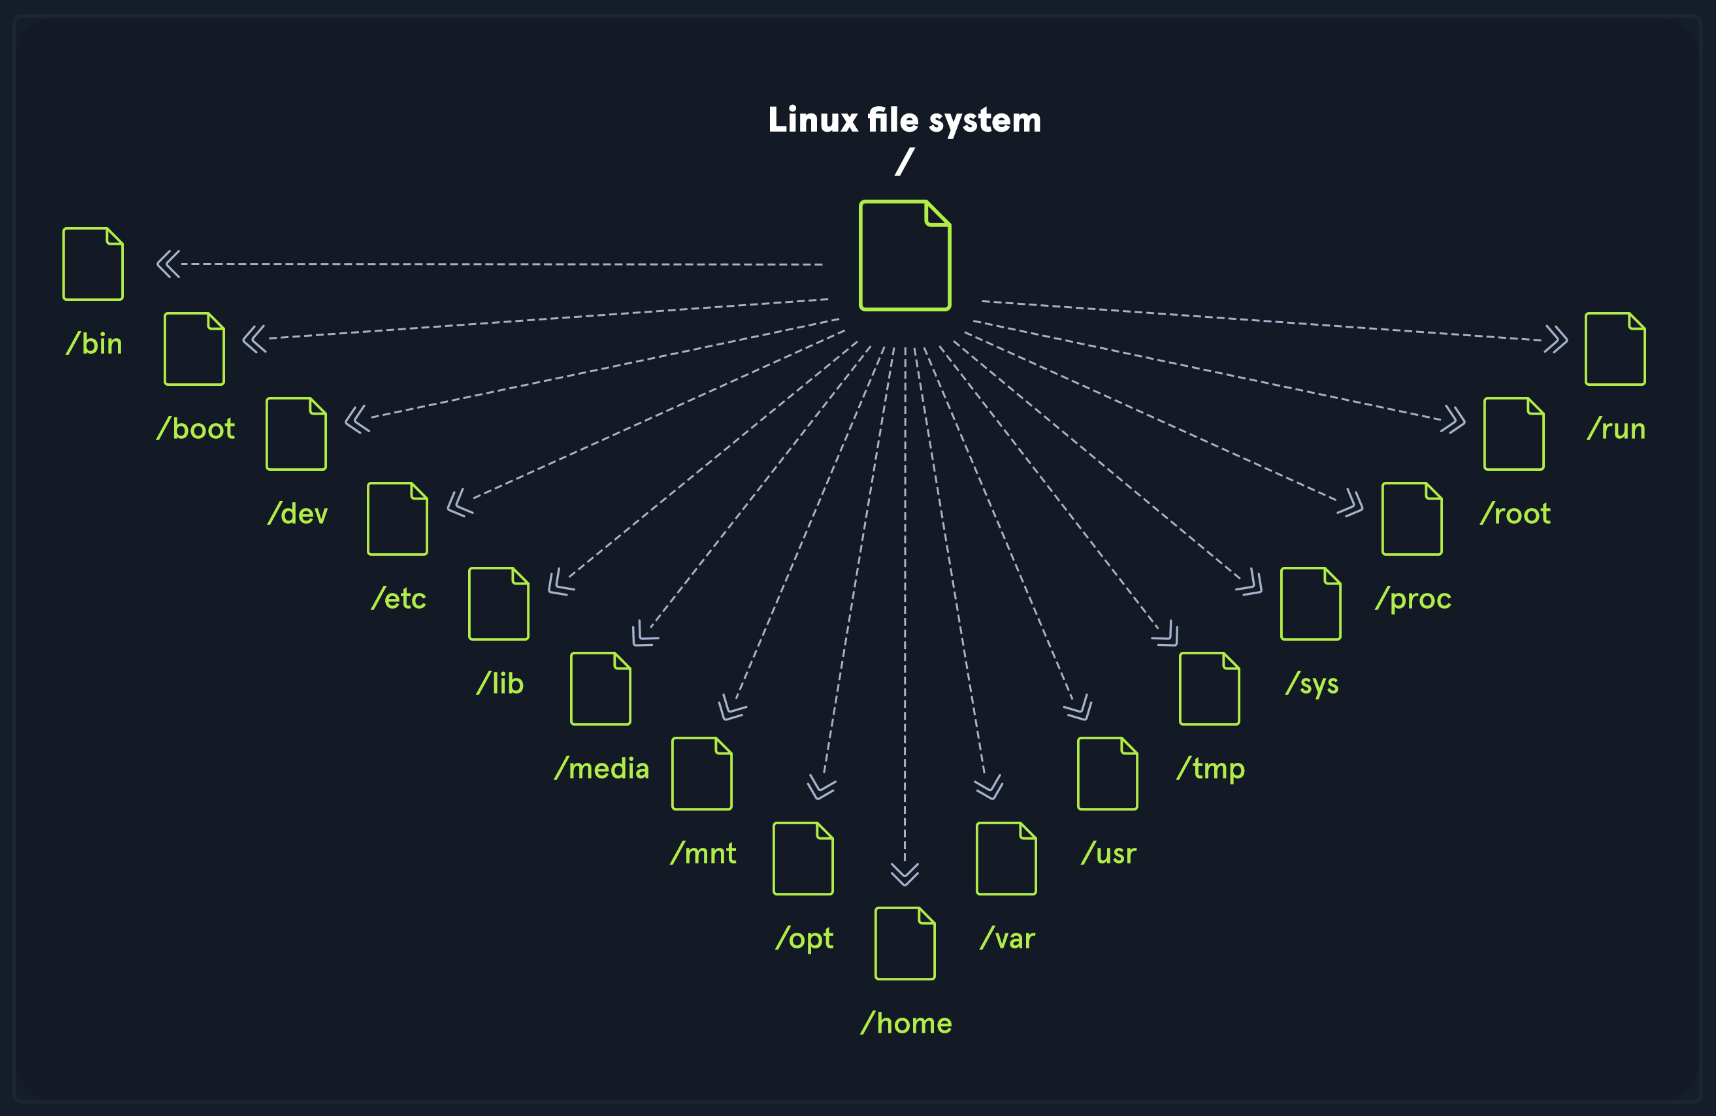 Linux file system
/
/bin
/boot
/dev
/etc
/lib
/media
/mnt
/opt
/home
/var
/usr
/tmp
/sys
/proc
/root
/run